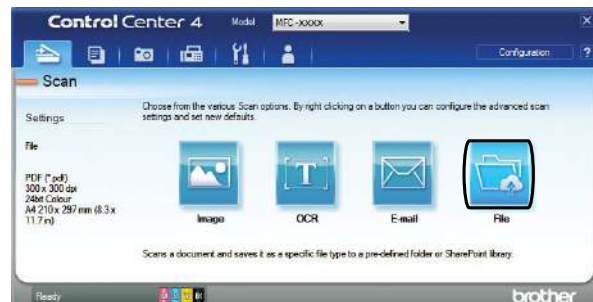 Control Center 4 Model MFC-XXXX
Configuration ?
Scan
Choose from the various Scan options. By right clicking on a button you can configure the advanced scan
settings and set new defaults.
Settings
File
PDF (*.pdf)
300 x 300 dpi
24bit Colour
A4 210 x 297 mm (8.3 x
11.7 in)
[T]
Image OCR E-mail File
Scans a document and saves it as a specific file type to a pre-defined folder or SharePoint library.
Ready BK brother